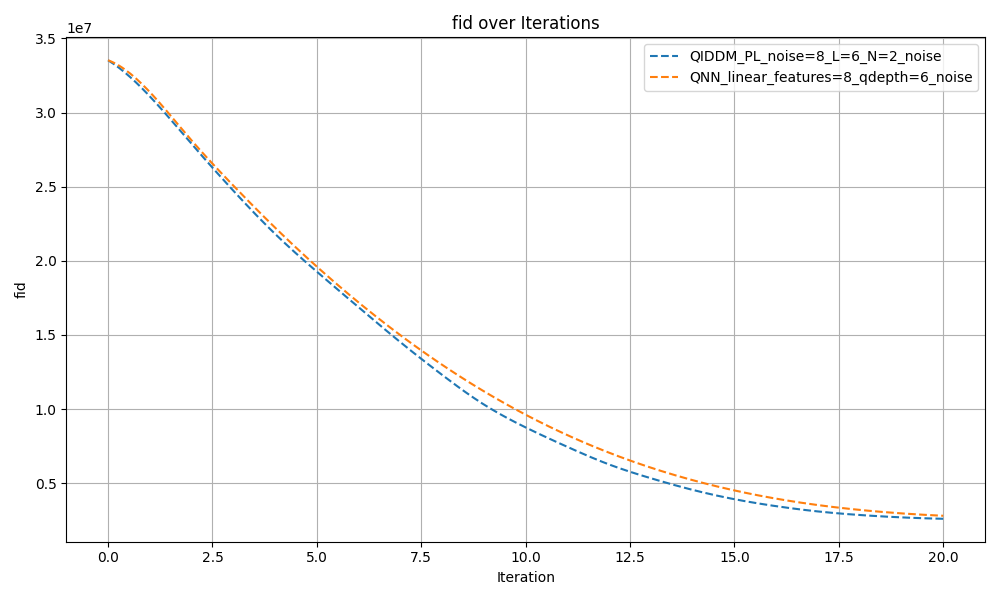 fid over Iterations
1e7
3.5
3.0
2.5
2.0
1.5
1.0
0.5
fid
QIDDM_PL_noise=8_L=6_N=2_noise
QNN_linear_features=8_qdepth=6_noise
0.0 2.5 5.0 7.5 10.0 12.5 15.0 17.5 20.0
Iteration